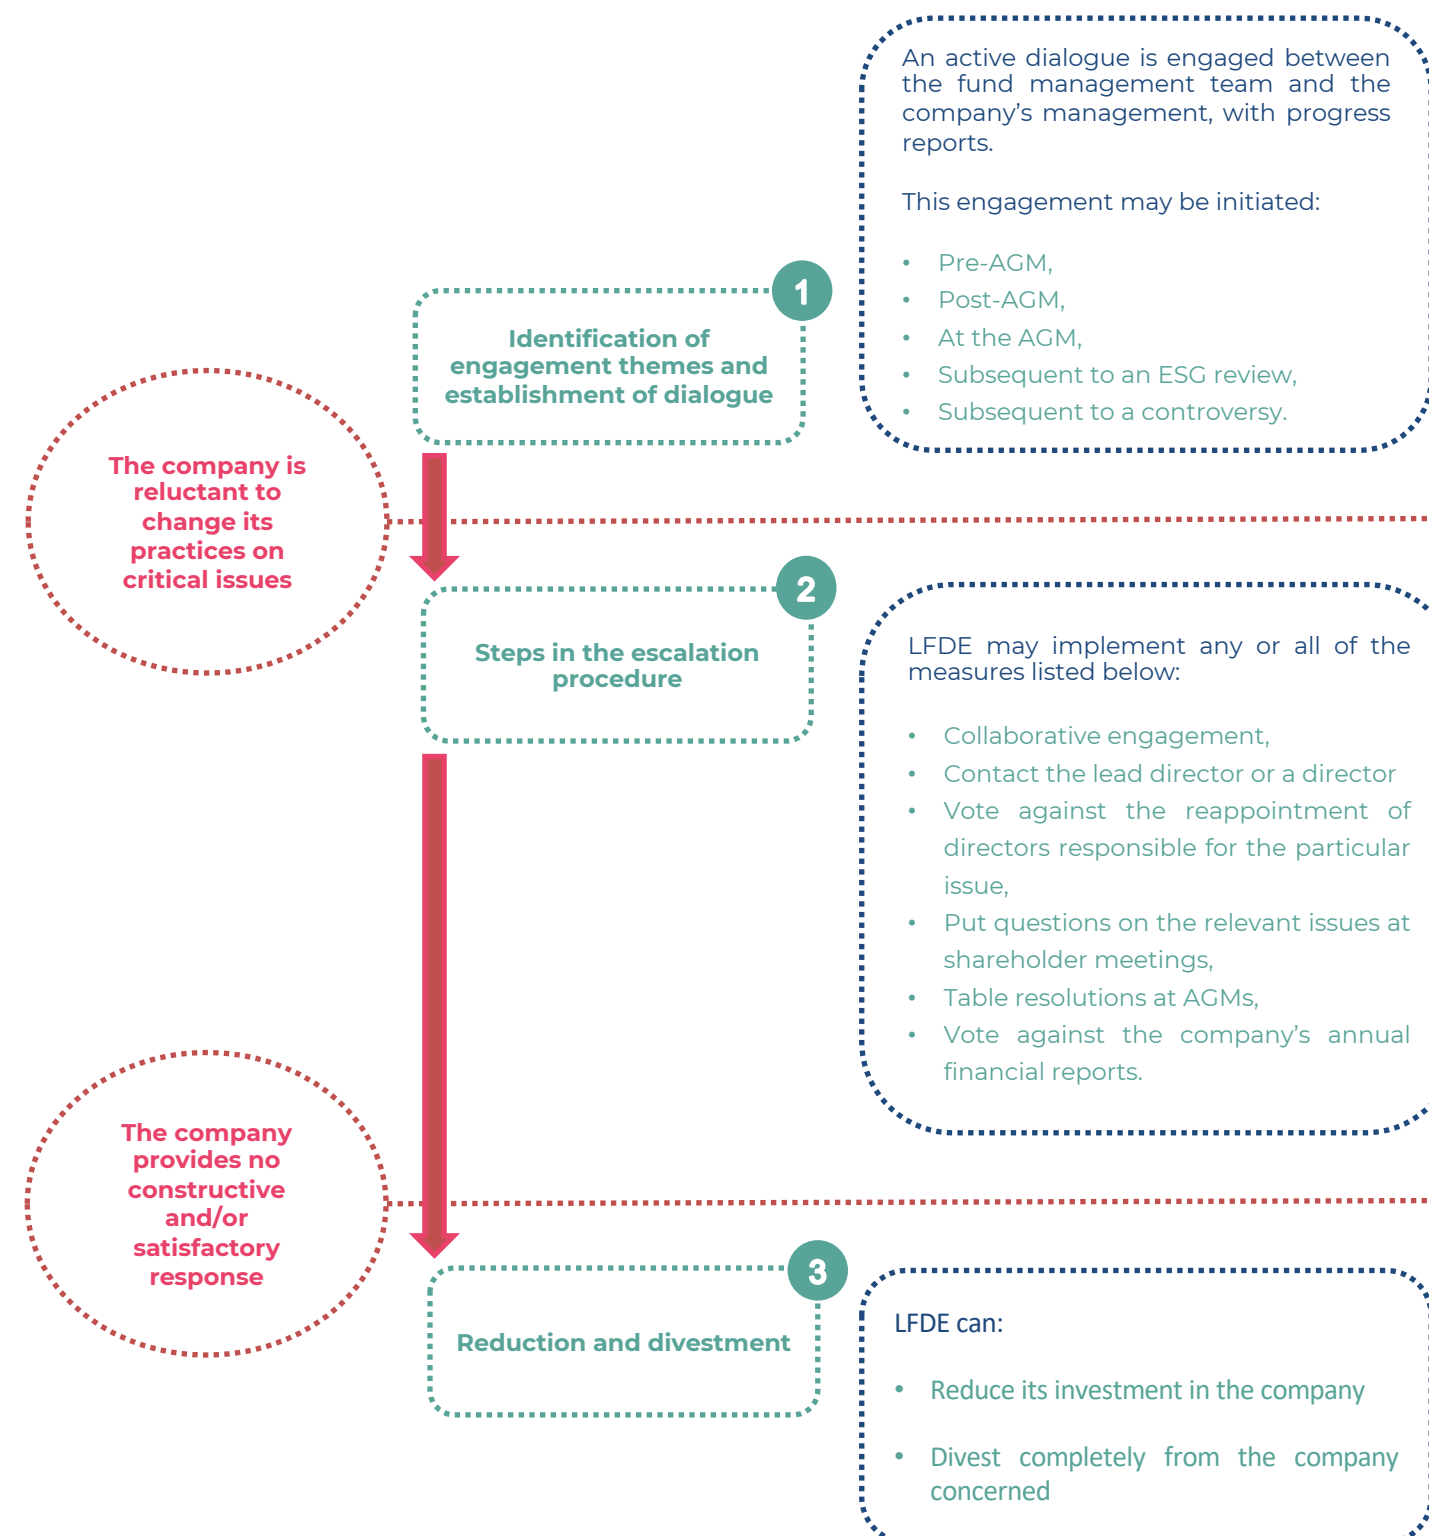 An active dialogue is engaged between
the fund management team and the
company’s management, with progress
reports.
This engagement may be initiated:
• Pre-AGM,
• Post-AGM,
• At the AGM,
• Subsequent to an ESG review,
• Subsequent to a controversy.
1
Identification of
engagement themes and
establishment of dialogue
The company is
reluctant to
change its
practices on
critical issues
2
Steps in the escalation
procedure
LFDE may implement any or all of the
measures listed below:
• Collaborative engagement,
• Contact the lead director or a director
• Vote against the reappointment of
directors responsible for the particular
issue,
• Put questions on the relevant issues at
shareholder meetings,
• Table resolutions at AGMs,
• Vote against the company’s annual
financial reports.
The company
provides no
constructive
and/or
satisfactory
response
3
Reduction and divestment
LFDE can:
• Reduce its investment in the company
• Divest completely from the company
concerned